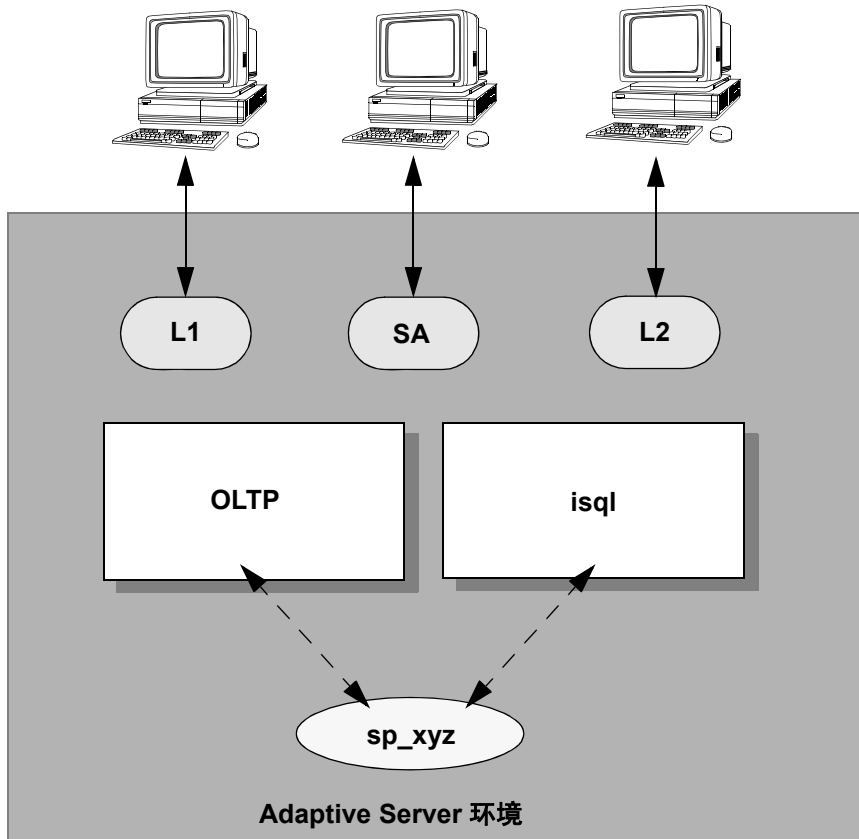 L1
SA
L2
OLTP
isql
sp_xyz
Adaptive Server 环境